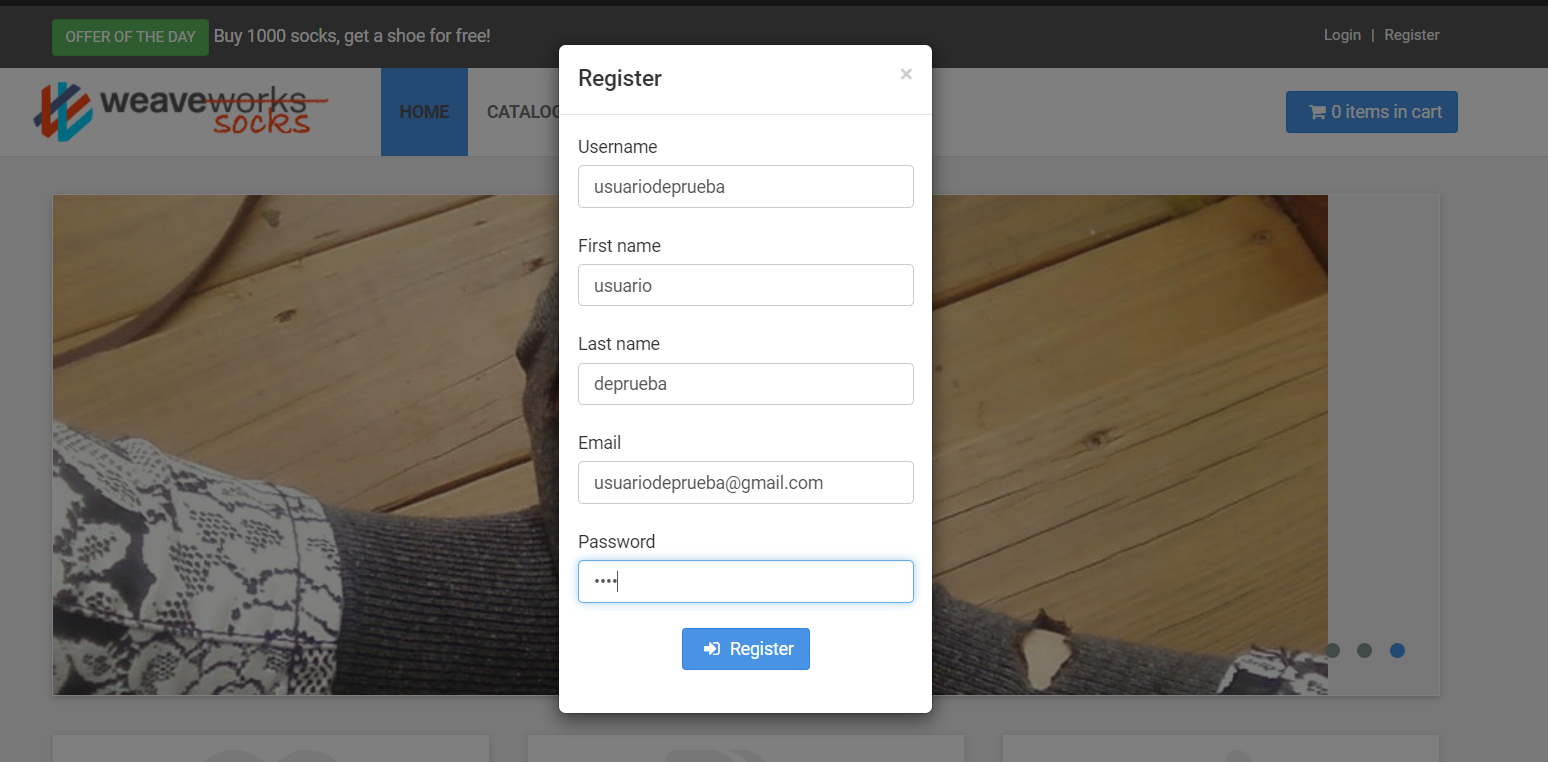 OFFER OF THE DAY Buy 1000 socks, get a shoe for free!
Login | Register
weaveworks
socks
HOME
CATALOG
0 items in cart
Register ×
Username
usuariodeprueba
First name
usuario
Last name
deprueba
Email
usuariodeprueba@gmail.com
Password
••••
Register